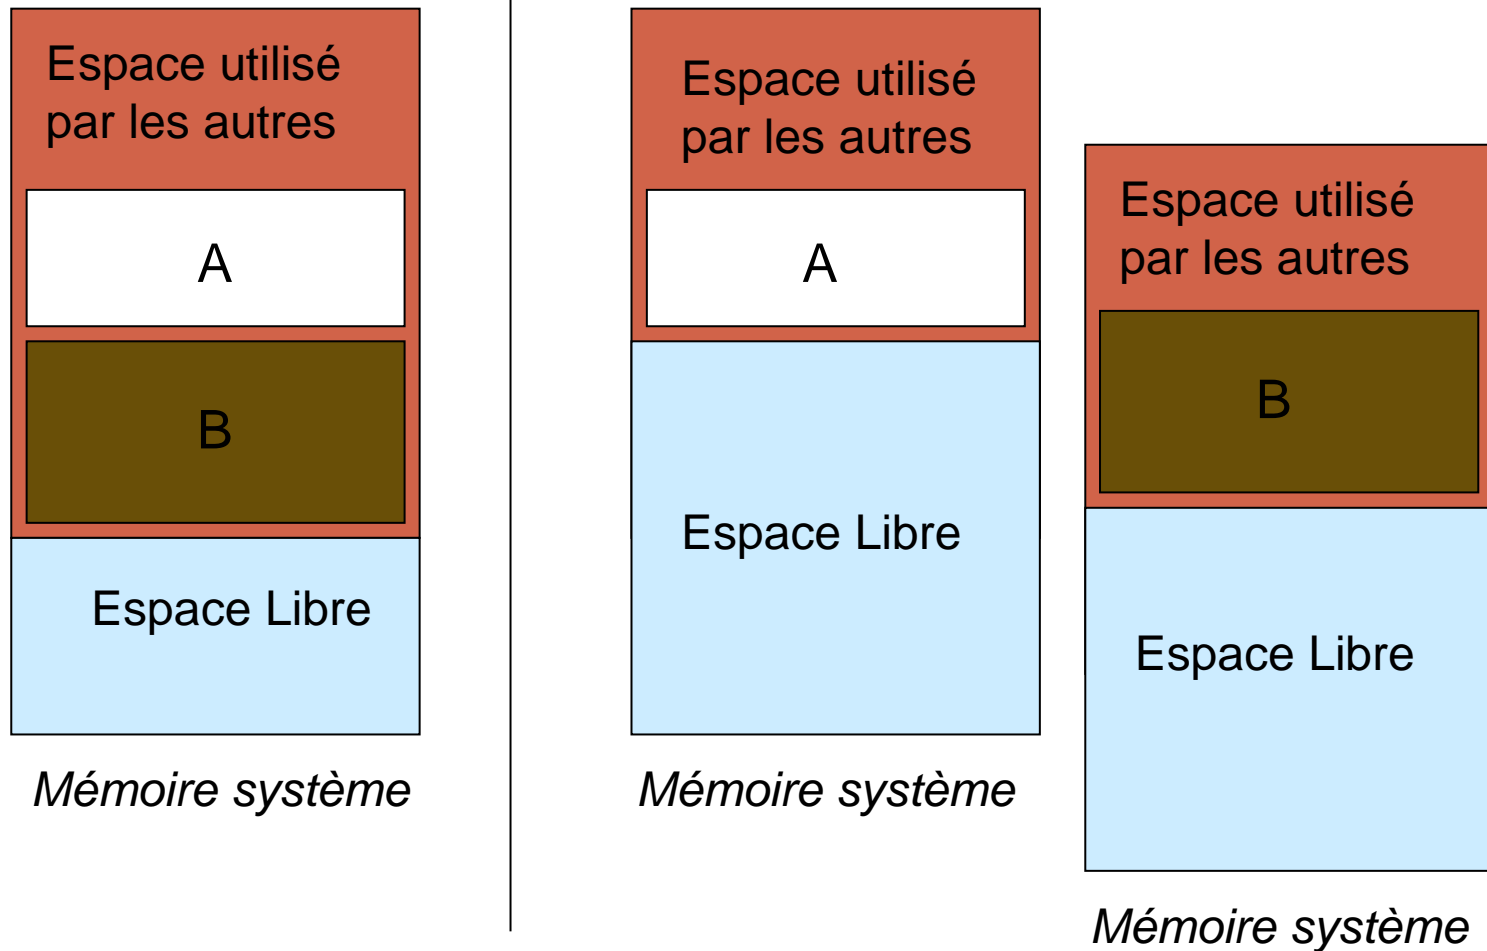 Espace utilisé
par les autres
A
B
Espace Libre
Mémoire système
Espace utilisé
par les autres
A
Espace Libre
Mémoire système
Espace utilisé
par les autres
B
Espace Libre
Mémoire système